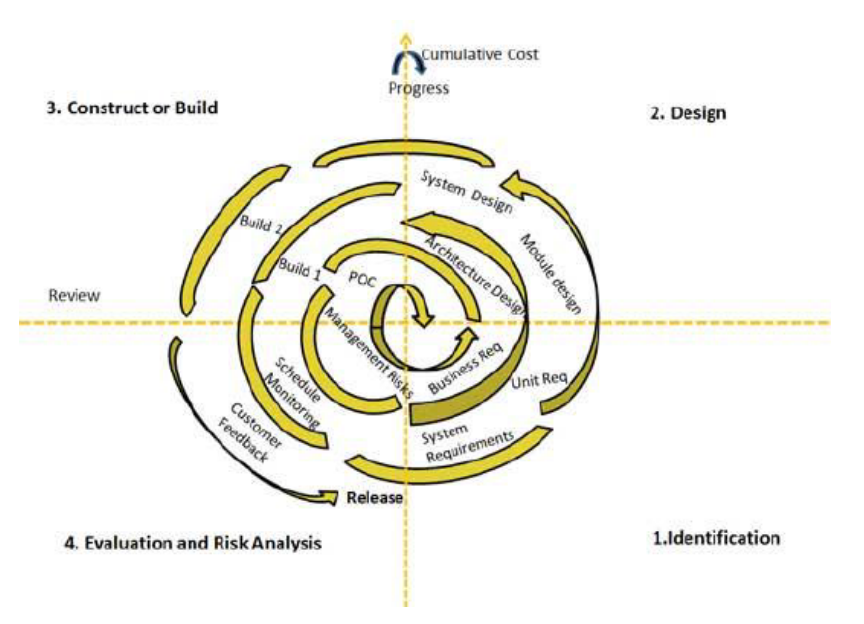 Cumulative Cost
Progress
3. Construct or Build
2. Design
System Design
Build 2
Module design
Architecture Design
Build 1
POC
Review
Management Risks
Business Req
Schedule
Monitoring
Unit Req
Customer
Feedback
System
Requirements
Release
4. Evaluation and Risk Analysis
1.Identification